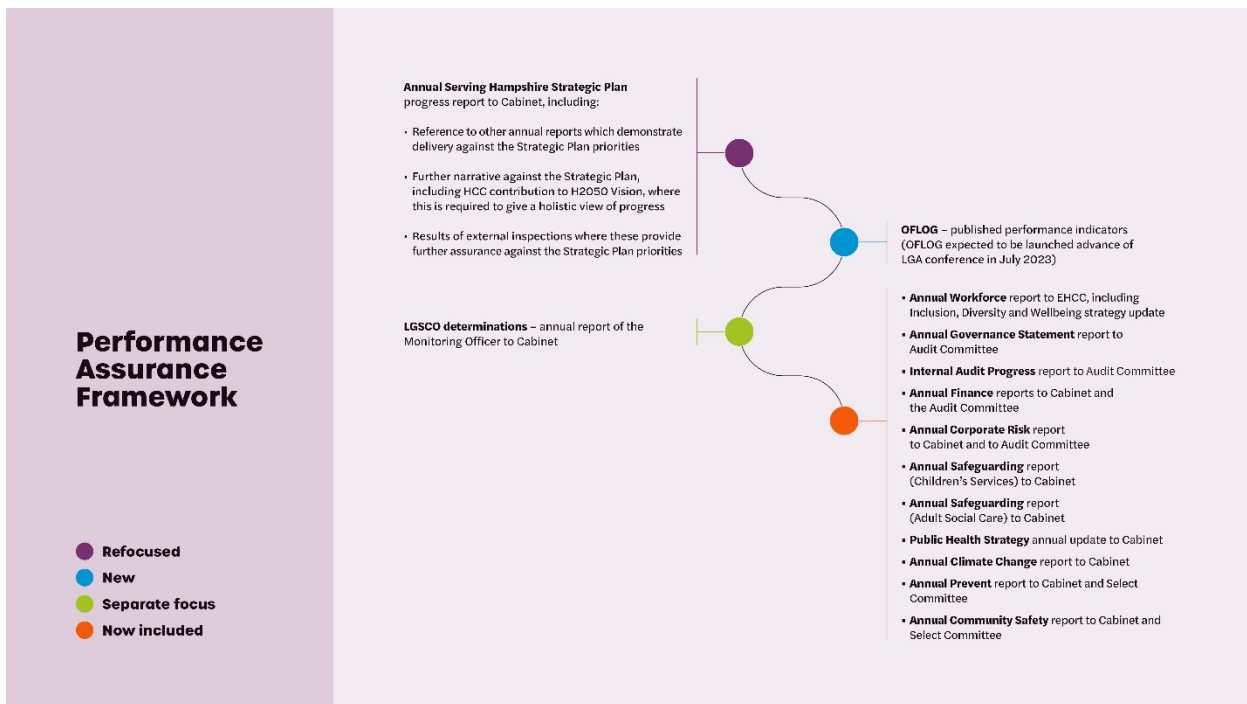 Performance
Assurance
Framework
Refocused
New
Separate focus
Now included
Annual Serving Hampshire Strategic Plan
progress report to Cabinet, including:
• Reference to other annual reports which demonstrate
delivery against the Strategic Plan priorities
• Further narrative against the Strategic Plan,
including HCC contribution to H2050 Vision, where
this is required to give a holistic view of progress
• Results of external inspections where these provide
further assurance against the Strategic Plan priorities
OFLOG – published performance indicators
(OFLOG expected to be launched advance of
LGA conference in July 2023)
LGSCO determinations – annual report of the
Monitoring Officer to Cabinet
▪ Annual Workforce report to EHCC, including
Inclusion, Diversity and Wellbeing strategy update
▪ Annual Governance Statement report to
Audit Committee
▪ Internal Audit Progress report to Audit Committee
▪ Annual Finance reports to Cabinet and
the Audit Committee
▪ Annual Corporate Risk report
to Cabinet and to Audit Committee
▪ Annual Safeguarding report
(Children's Services) to Cabinet
▪ Annual Safeguarding report
(Adult Social Care) to Cabinet
▪ Public Health Strategy annual update to Cabinet
▪ Annual Climate Change report to Cabinet
▪ Annual Prevent report to Cabinet and Select
Committee
▪ Annual Community Safety report to Cabinet and
Select Committee